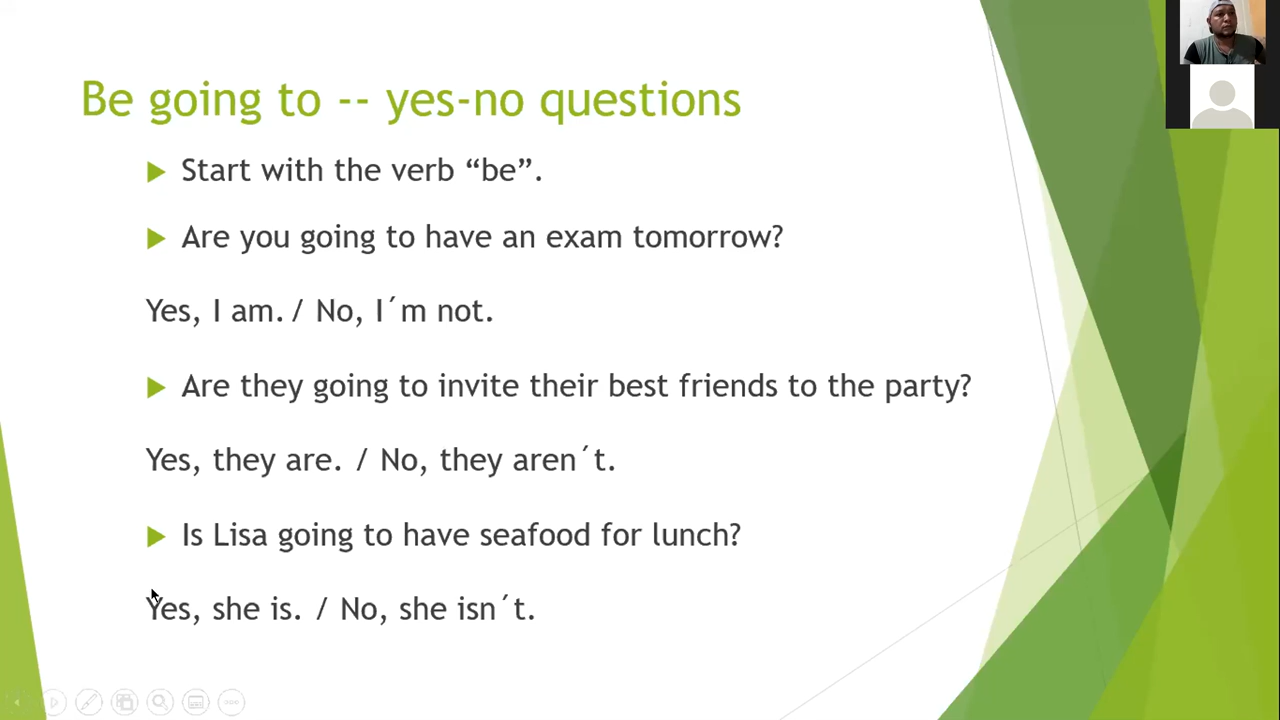 Be going to -- yes-no questions
Start with the verb “be”.
Are you going to have an exam tomorrow?
Yes, I am. / No, I´m not.
Are they going to invite their best friends to the party?
Yes, they are. / No, they aren´t.
Is Lisa going to have seafood for lunch?
Yes, she is. / No, she isn´t.